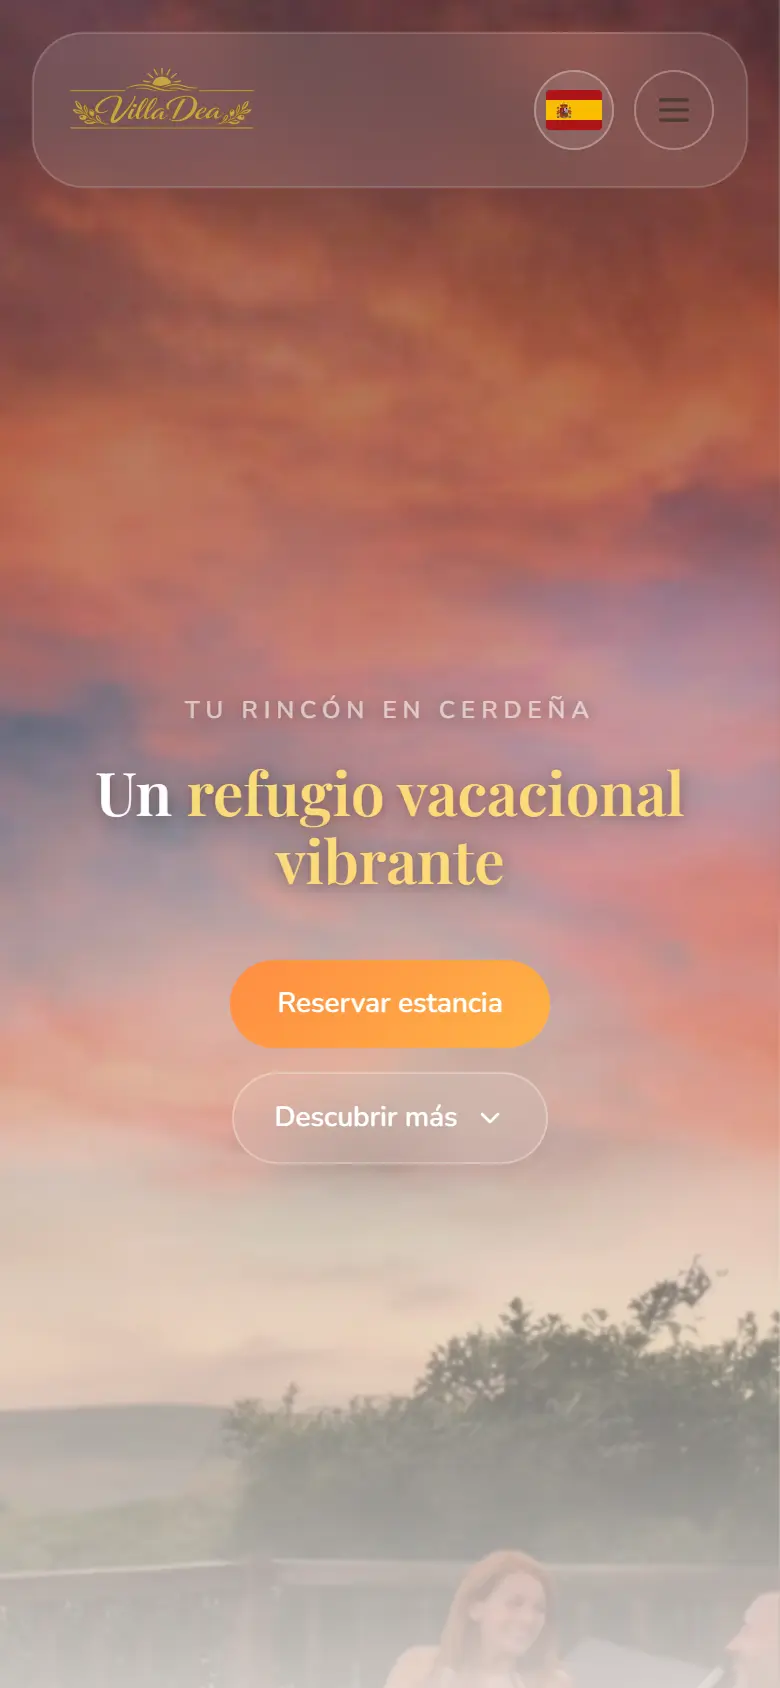 Villa Dea
TU RINCÓN EN CERDEÑA
Un refugio vacacional
vibrante
Reservar estancia
Descubrir más